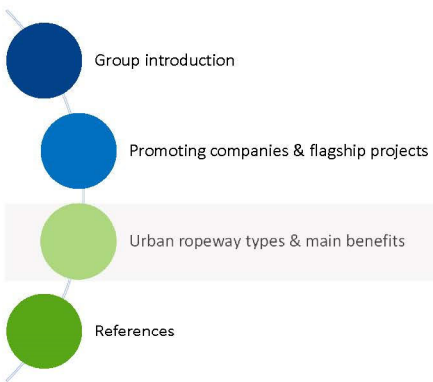 Group introduction
Promoting companies & flagship projects
Urban ropeway types & main benefits
References